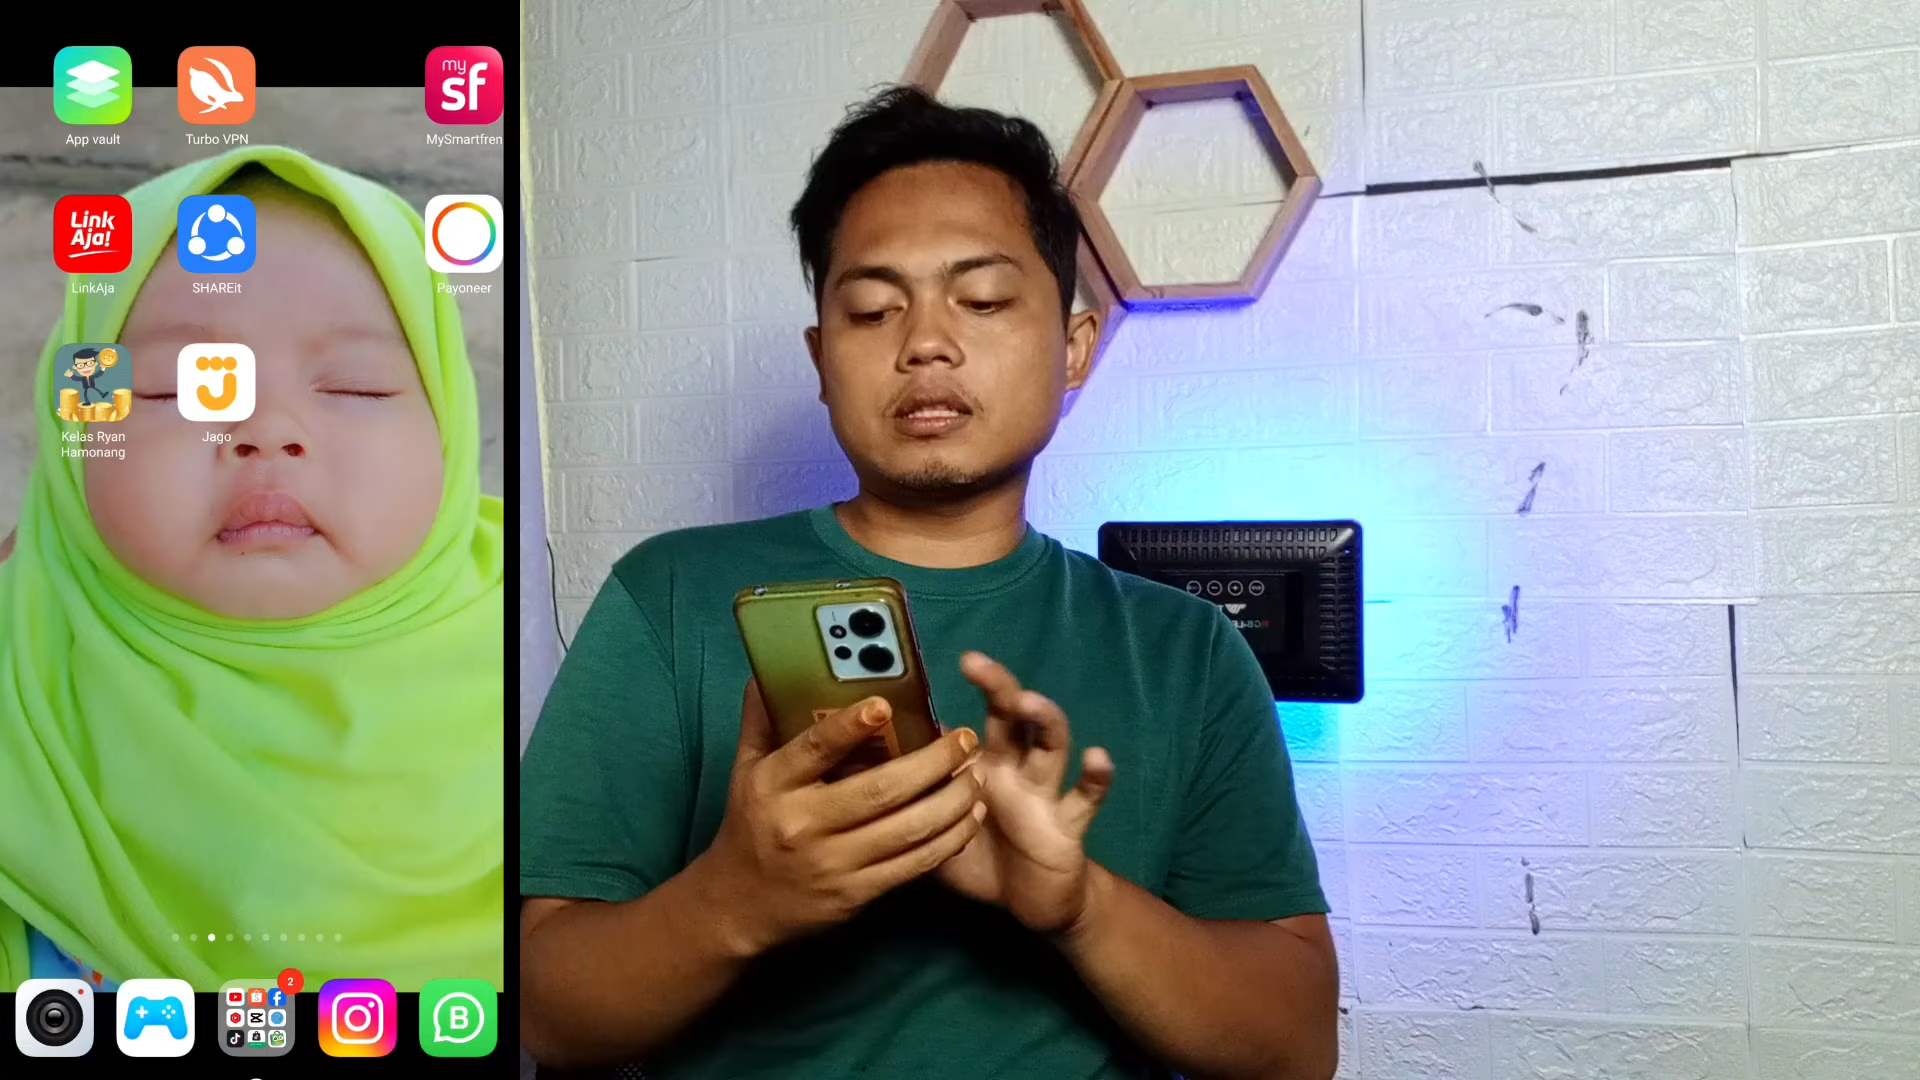 my
sf
App vault
Turbo VPN
MySmartfren
Link
Aja!
LinkAja
SHAREit
Payoneer
Kelas Ryan
Hamonang
Jago
2
B